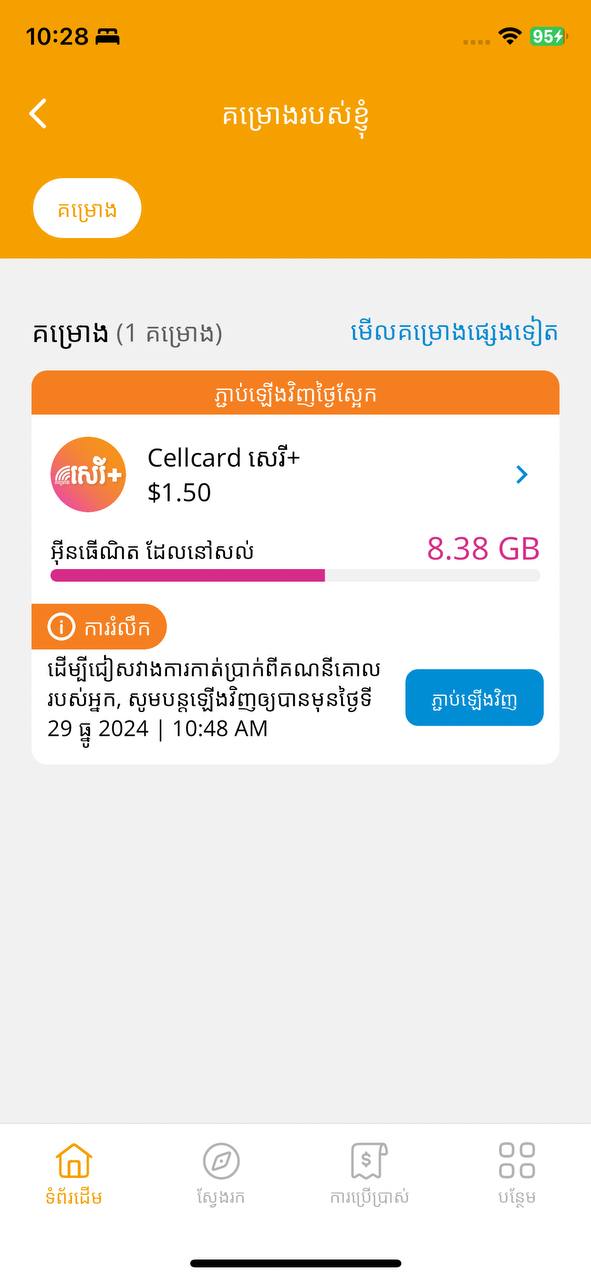 10:28
95
គម្រោងរបស់ខ្ញុំ
គម្រោង
គម្រោង (1 គម្រោង)
មើលគម្រោងផ្សេងទៀត
ភ្ជាប់ឡើងវិញថ្ងៃស្អែក
សេរី+
Cellcard សេរី+
$1.50
អ៊ីនធើណិត ដែលនៅសល់
8.38 GB
ការរំលឹក
ដើម្បីជៀសវាងការកាត់ប្រាក់ពីគណនីគោល
របស់អ្នក, សូមបន្តឡើងវិញឲ្យបានមុនថ្ងៃទី
29 ធ្នូ 2024 | 10:48 AM
ភ្ជាប់ឡើងវិញ
ទំព័រដើម
ស្វែងរក
ការប្រើប្រាស់
បន្ថែម